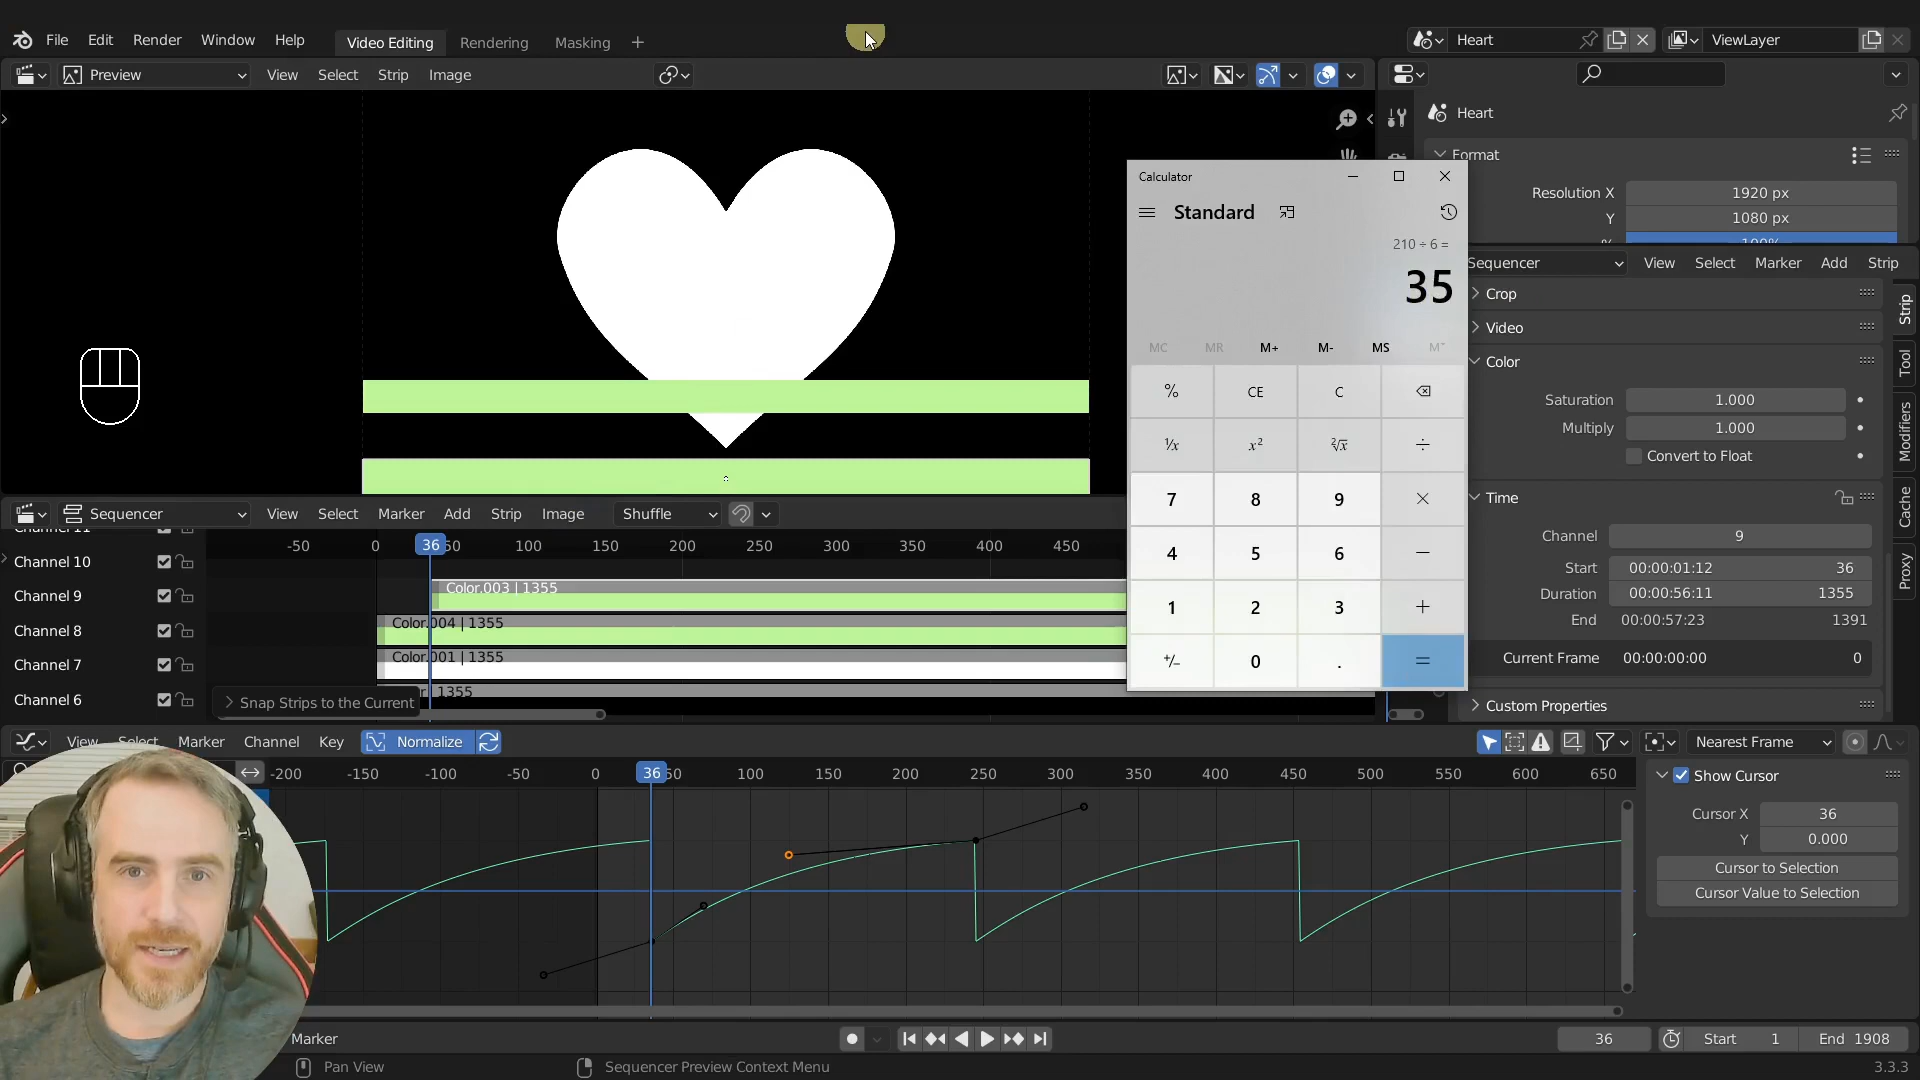 File Edit Render Window Help Video Editing Rendering Masking + Heart ViewLayer
Preview View Select Strip Image
Heart
Format
Resolution X 1920 px
Y 1080 px
100%
Calculator
Standard
210 ÷ 6 =
35
MC MR M+ M- MS
% CE C
¹/x x² ²√x ÷
7 8 9 ×
4 5 6 −
1 2 3 +
+/− 0 . =
Sequencer View Select Marker Add Strip
Crop
Video
Color
Saturation 1.000
Multiply 1.000
Convert to Float
Time
Channel 9
Start 00:00:01:12 36
Duration 00:00:56:11 1355
End 00:00:57:23 1391
Current Frame 00:00:00:00 0
Custom Properties
Strip
Tool
Modifiers
Cache
Proxy
Sequencer View Select Marker Add Strip Image Shuffle
-50 0 36 50 100 150 200 250 300 350 400 450
Channel 11
Channel 10
Channel 9
Channel 8
Channel 7
Channel 6
Color.003 | 1355
Color.004 | 1355
Color.001 | 1355
1355
Snap Strips to the Current
View Select Marker Channel Key Normalize Nearest Frame
-200 -150 -100 -50 0 36 50 100 150 200 250 300 350 400 450 500 550 600 650
Show Cursor
Cursor X 36
Y 0.000
Cursor to Selection
Cursor Value to Selection
Marker 36 Start 1 End 1908
Pan View Sequencer Preview Context Menu 3.3.3